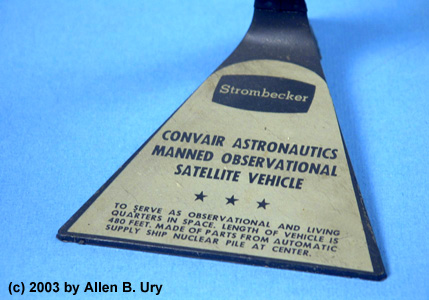 Strombecker
CONVAIR ASTRONAUTICS
MANNED OBSERVATIONAL
SATELLITE VEHICLE
★ ★ ★
TO SERVE AS OBSERVATIONAL AND LIVING
QUARTERS IN SPACE. LENGTH OF VEHICLE IS
480 FEET. MADE OF PARTS FROM AUTOMATIC
SUPPLY SHIP NUCLEAR PILE AT CENTER.
(c) 2003 by Allen B. Ury